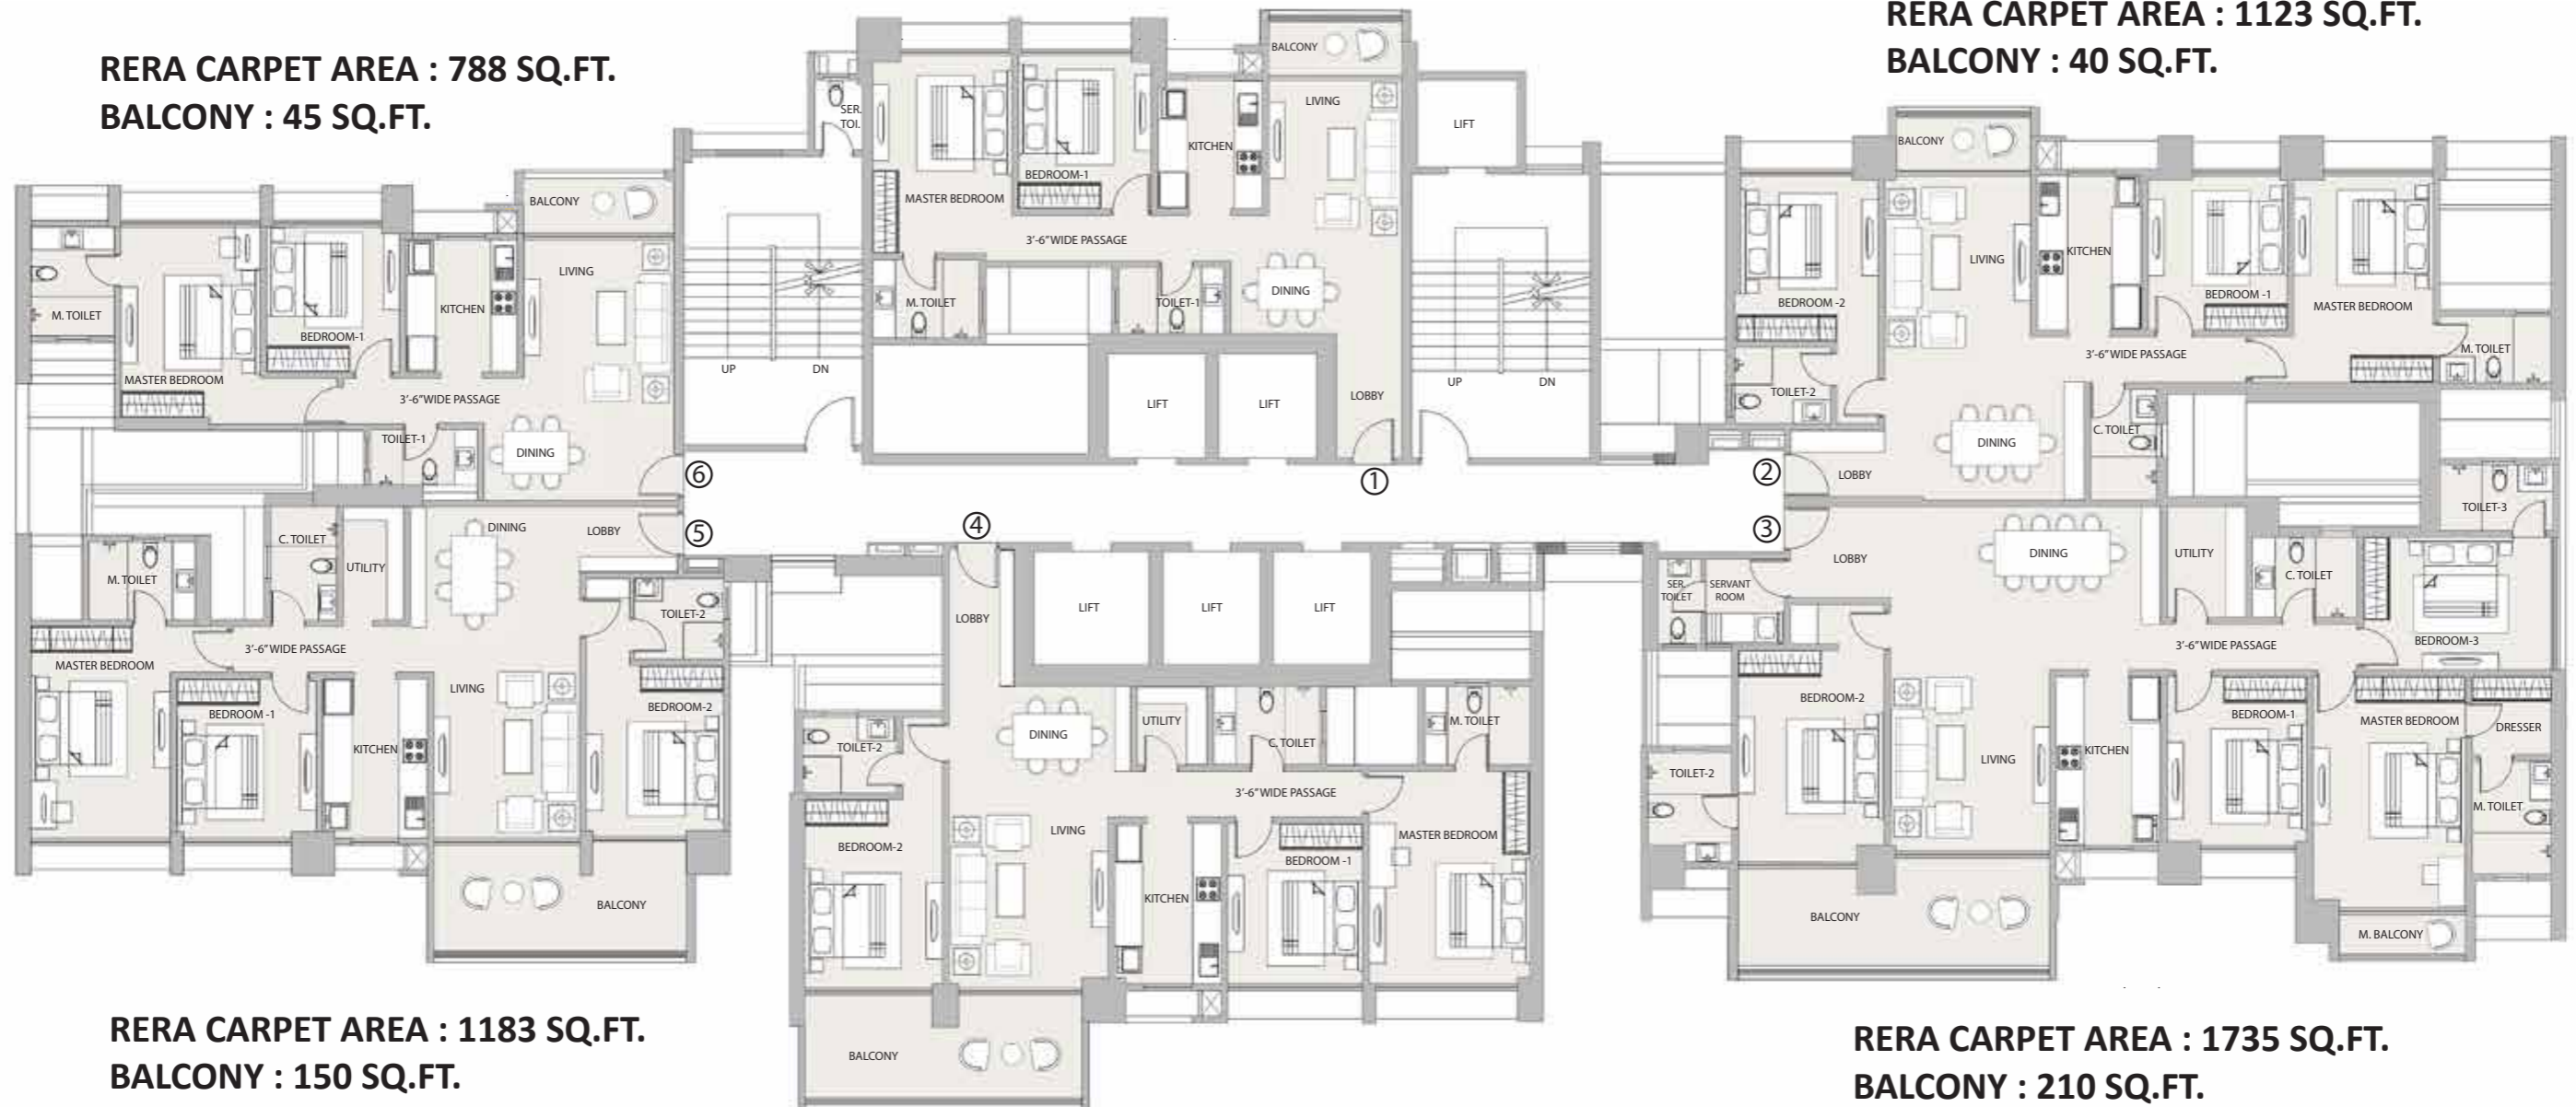 RERA CARPET AREA : 788 SQ.FT.
BALCONY : 45 SQ.FT.
RERA CARPET AREA : 1123 SQ.FT.
BALCONY : 40 SQ.FT.
BALCONY
LIVING
KITCHEN
BEDROOM-1
MASTER BEDROOM
M. TOILET
3'-6"WIDE PASSAGE
TOILET-1
DINING
⑥
UP
DN
SER.
TOI.
MASTER BEDROOM
BEDROOM-1
KITCHEN
BALCONY
LIVING
3'-6"WIDE PASSAGE
M. TOILET
TOILET-1
DINING
LIFT
LIFT
LOBBY
①
LIFT
UP
DN
BALCONY
BEDROOM -2
LIVING
KITCHEN
BEDROOM -1
MASTER BEDROOM
M. TOILET
3'-6"WIDE PASSAGE
TOILET-2
DINING
C. TOILET
LOBBY
②
⑤
LOBBY
DINING
C. TOILET
UTILITY
M. TOILET
TOILET-2
3'-6"WIDE PASSAGE
MASTER BEDROOM
BEDROOM -1
LIVING
BEDROOM-2
KITCHEN
BALCONY
④
LOBBY
LIFT
LIFT
LIFT
DINING
UTILITY
C. TOILET
M. TOILET
TOILET-2
3'-6"WIDE PASSAGE
LIVING
MASTER BEDROOM
BEDROOM-2
BEDROOM -1
KITCHEN
BALCONY
③
LOBBY
DINING
UTILITY
C. TOILET
TOILET-3
SER.
TOILET
SERVANT
ROOM
BEDROOM-3
3'-6"WIDE PASSAGE
BEDROOM-2
BEDROOM-1
MASTER BEDROOM
DRESSER
LIVING
KITCHEN
TOILET-2
M. TOILET
BALCONY
M. BALCONY
RERA CARPET AREA : 1183 SQ.FT.
BALCONY : 150 SQ.FT.
RERA CARPET AREA : 1735 SQ.FT.
BALCONY : 210 SQ.FT.